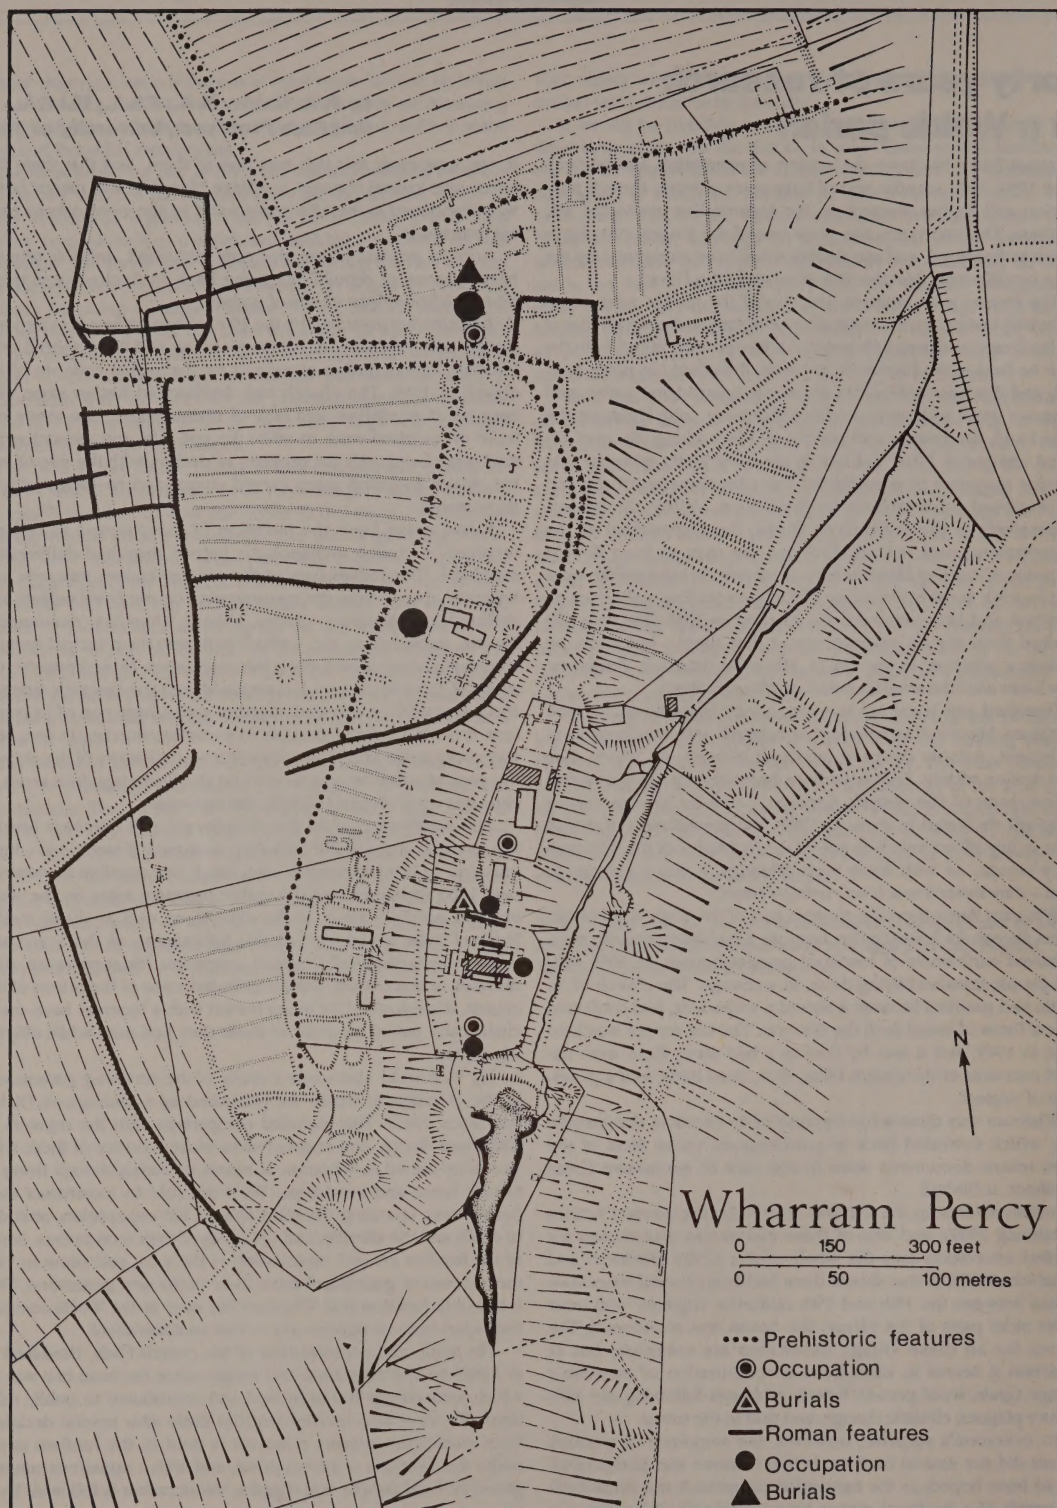 N
Wharram Percy
0 150 300 feet
0 50 100 metres
Prehistoric features
Occupation
Burials
Roman features
Occupation
Burials